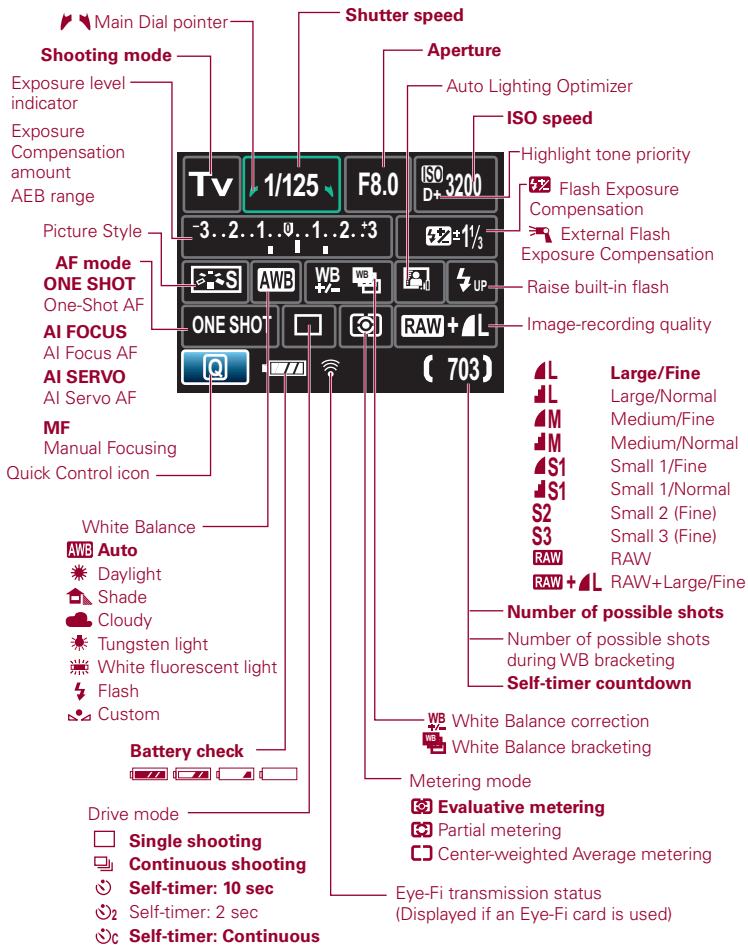 Main Dial pointer
Shutter speed
Shooting mode
Aperture
Exposure level
indicator
Auto Lighting Optimizer
ISO speed
Exposure
Compensation
amount
AEB range
Highlight tone priority
Flash Exposure
Compensation
External Flash
Exposure Compensation
Tv 1/125 F8.0 ISO D+ 3200
-3..2..1..0..1..2..+3 ±1⅓
S AWB WB +/- WB UP
ONE SHOT RAW + L
Q ( 703 )
Picture Style
Raise built-in flash
AF mode
ONE SHOT
One-Shot AF
AI FOCUS
AI Focus AF
AI SERVO
AI Servo AF
MF
Manual Focusing
Quick Control icon
Image-recording quality
L Large/Fine
L Large/Normal
M Medium/Fine
M Medium/Normal
S1 Small 1/Fine
S1 Small 1/Normal
S2 Small 2 (Fine)
S3 Small 3 (Fine)
RAW RAW
RAW + L RAW+Large/Fine
White Balance
AWB Auto
Daylight
Shade
Cloudy
Tungsten light
White fluorescent light
Flash
Custom
Number of possible shots
Number of possible shots
during WB bracketing
Self-timer countdown
WB +/- White Balance correction
WB White Balance bracketing
Battery check
Metering mode
Evaluative metering
Partial metering
Center-weighted Average metering
Drive mode
Single shooting
Continuous shooting
Self-timer: 10 sec
2 Self-timer: 2 sec
C Self-timer: Continuous
Eye-Fi transmission status
(Displayed if an Eye-Fi card is used)